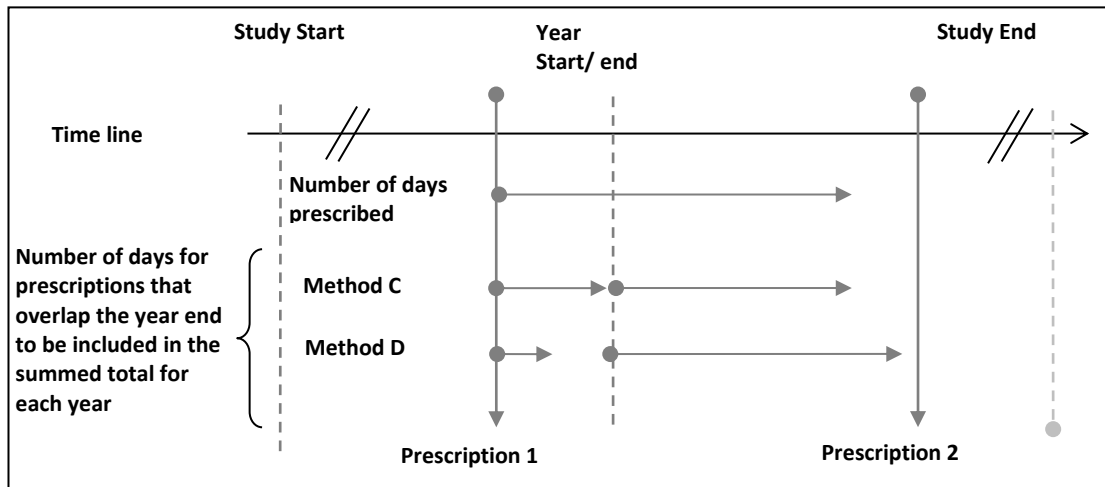 Study Start
Year
Start/ end
Study End
Time line
Number of days
prescribed
Number of days for
prescriptions that
overlap the year end
to be included in the
summed total for
each year
Method C
Method D
Prescription 1
Prescription 2